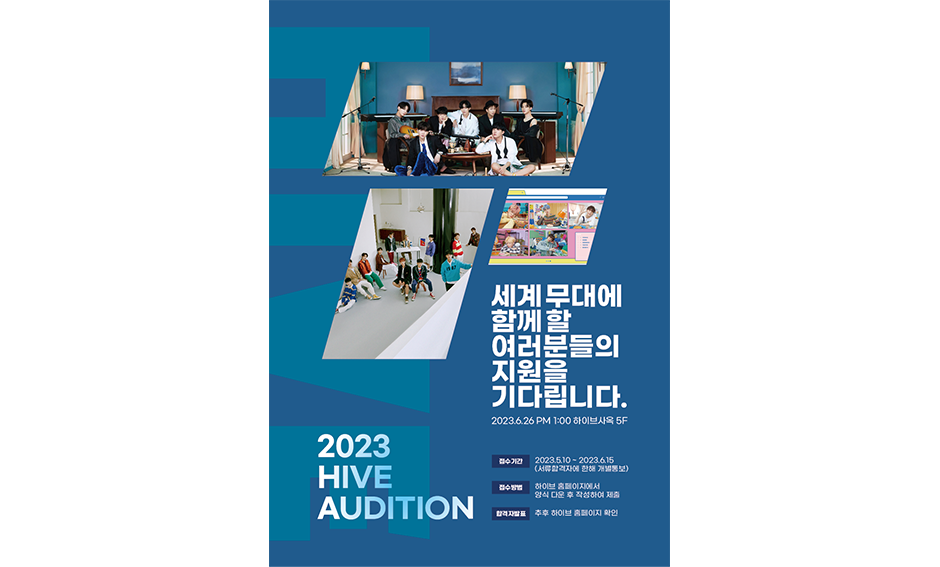 세계 무대에
함께 할
여러분들의
지원을
기다립니다.
2023.6.26 PM 1:00 하이브사옥 5F
2023
HIVE
AUDITION
접수기간 2023.5.10 - 2023.6.15
(서류합격자에 한해 개별통보)
접수방법 하이브 홈페이지에서
양식 다운 후 작성하여 제출
합격자발표 추후 하이브 홈페이지 확인